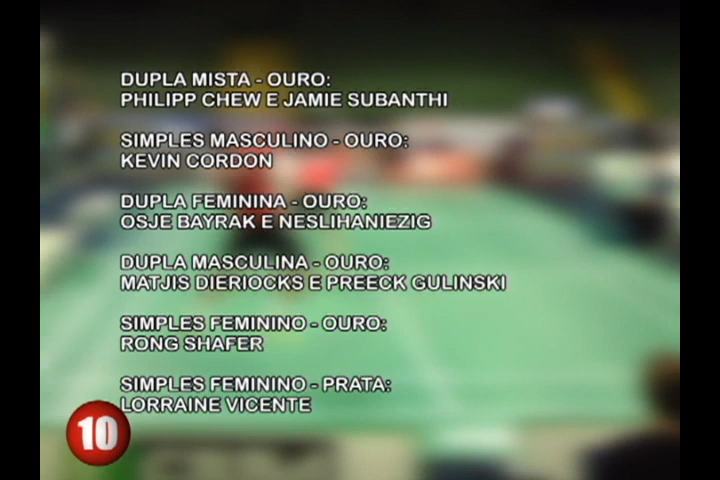 DUPLA MISTA - OURO:
PHILIPP CHEW E JAMIE SUBANTHI
SIMPLES MASCULINO - OURO:
KEVIN CORDON
DUPLA FEMININA - OURO:
OSJE BAYRAK E NESLIHANIEZIG
DUPLA MASCULINA - OURO:
MATJIS DIERIOCKS E PREECK GULINSKI
SIMPLES FEMININO - OURO:
RONG SHAFER
SIMPLES FEMININO - PRATA:
LORRAINE VICENTE
10